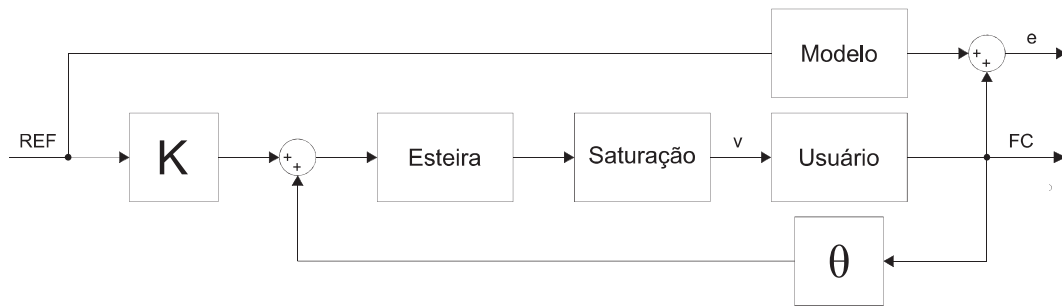 Modelo
+
+
e
REF
K
+
+
Esteira
Saturação
v
Usuário
FC
θ